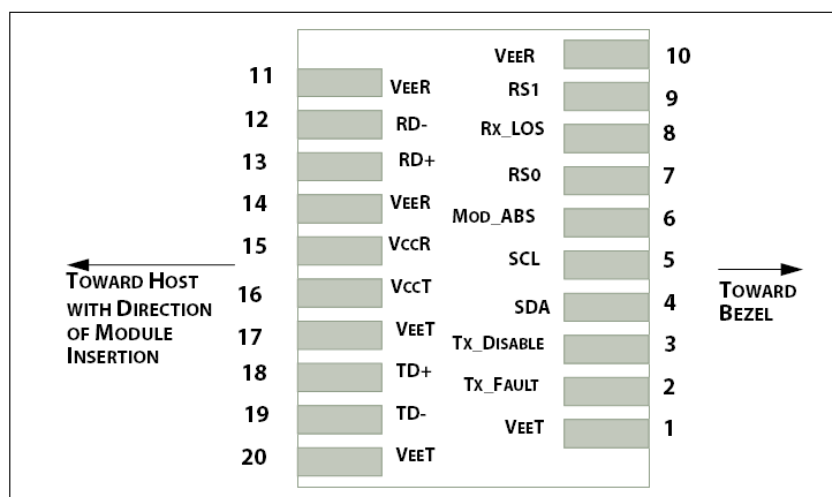 11 VEER
12 RD-
13 RD+
14 VEER
15 VCCR
16 VCCT
17 VEET
18 TD+
19 TD-
20 VEET
VEER 10
RS1 9
RX_LOS 8
RS0 7
MOD_ABS 6
SCL 5
SDA 4
TX_DISABLE 3
TX_FAULT 2
VEET 1
TOWARD HOST
WITH DIRECTION
OF MODULE
INSERTION
TOWARD
BEZEL